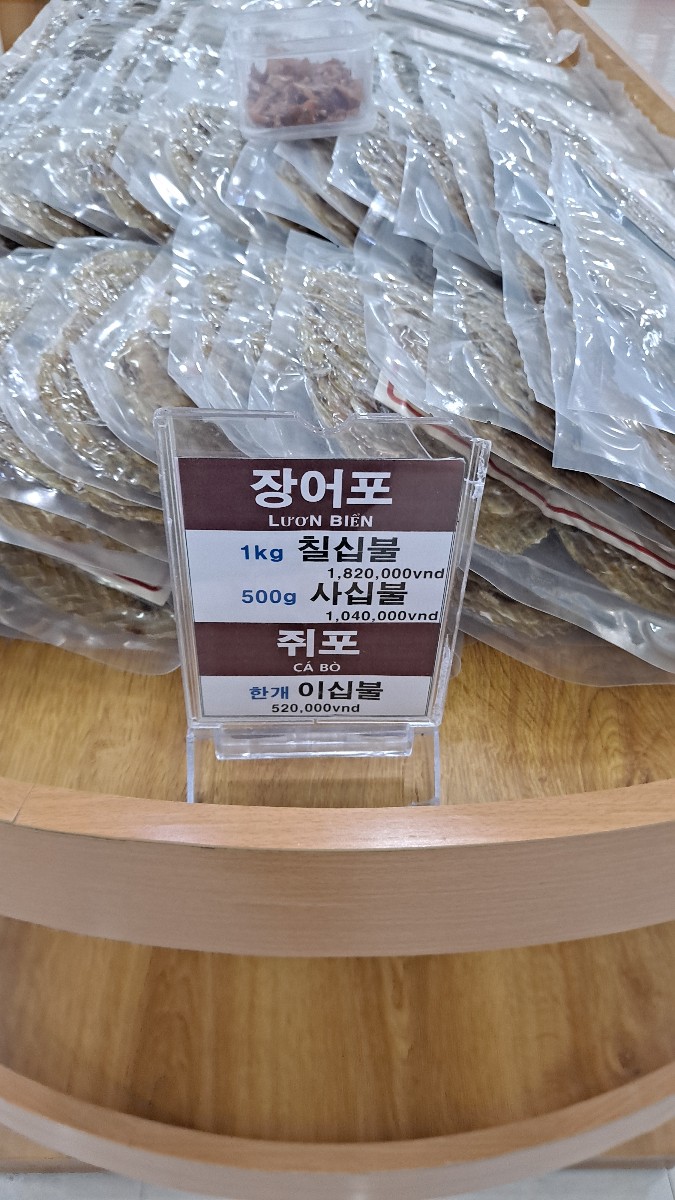 장어포
LƯƠN BIỂN
1kg 칠십불
1,820,000vnd
500g 사십불
1,040,000vnd
쥐포
CÁ BÒ
한개 이십불
520,000vnd